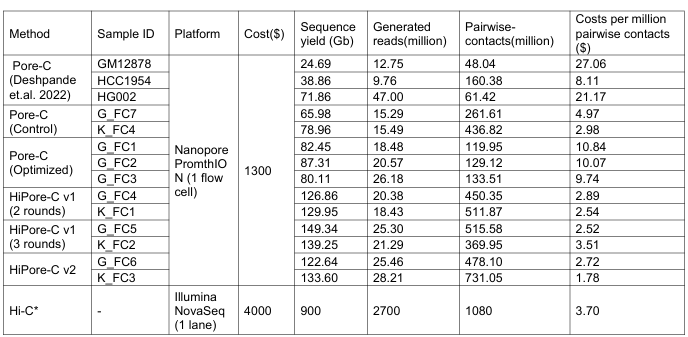 Method Sample ID Platform Cost($) Sequence yield (Gb) Generated reads(million) Pairwise-contacts(million) Costs per million pairwise contacts ($)
Pore-C (Deshpande et.al. 2022) GM12878 Nanopore PromthIO N (1 flow cell) 1300 24.69 12.75 48.04 27.06
HCC1954 38.86 9.76 160.38 8.11
HG002 71.86 47.00 61.42 21.17
Pore-C (Control) G_FC7 65.98 15.29 261.61 4.97
K_FC4 78.96 15.49 436.82 2.98
Pore-C (Optimized) G_FC1 82.45 18.48 119.95 10.84
G_FC2 87.31 20.57 129.12 10.07
G_FC3 80.11 26.18 133.51 9.74
HiPore-C v1 (2 rounds) G_FC4 126.86 20.38 450.35 2.89
K_FC1 129.95 18.43 511.87 2.54
HiPore-C v1 (3 rounds) G_FC5 149.34 25.30 515.58 2.52
K_FC2 139.25 21.29 369.95 3.51
HiPore-C v2 G_FC6 122.64 25.46 478.10 2.72
K_FC3 133.60 28.21 731.05 1.78
Hi-C* - Illumina NovaSeq (1 lane) 4000 900 2700 1080 3.70